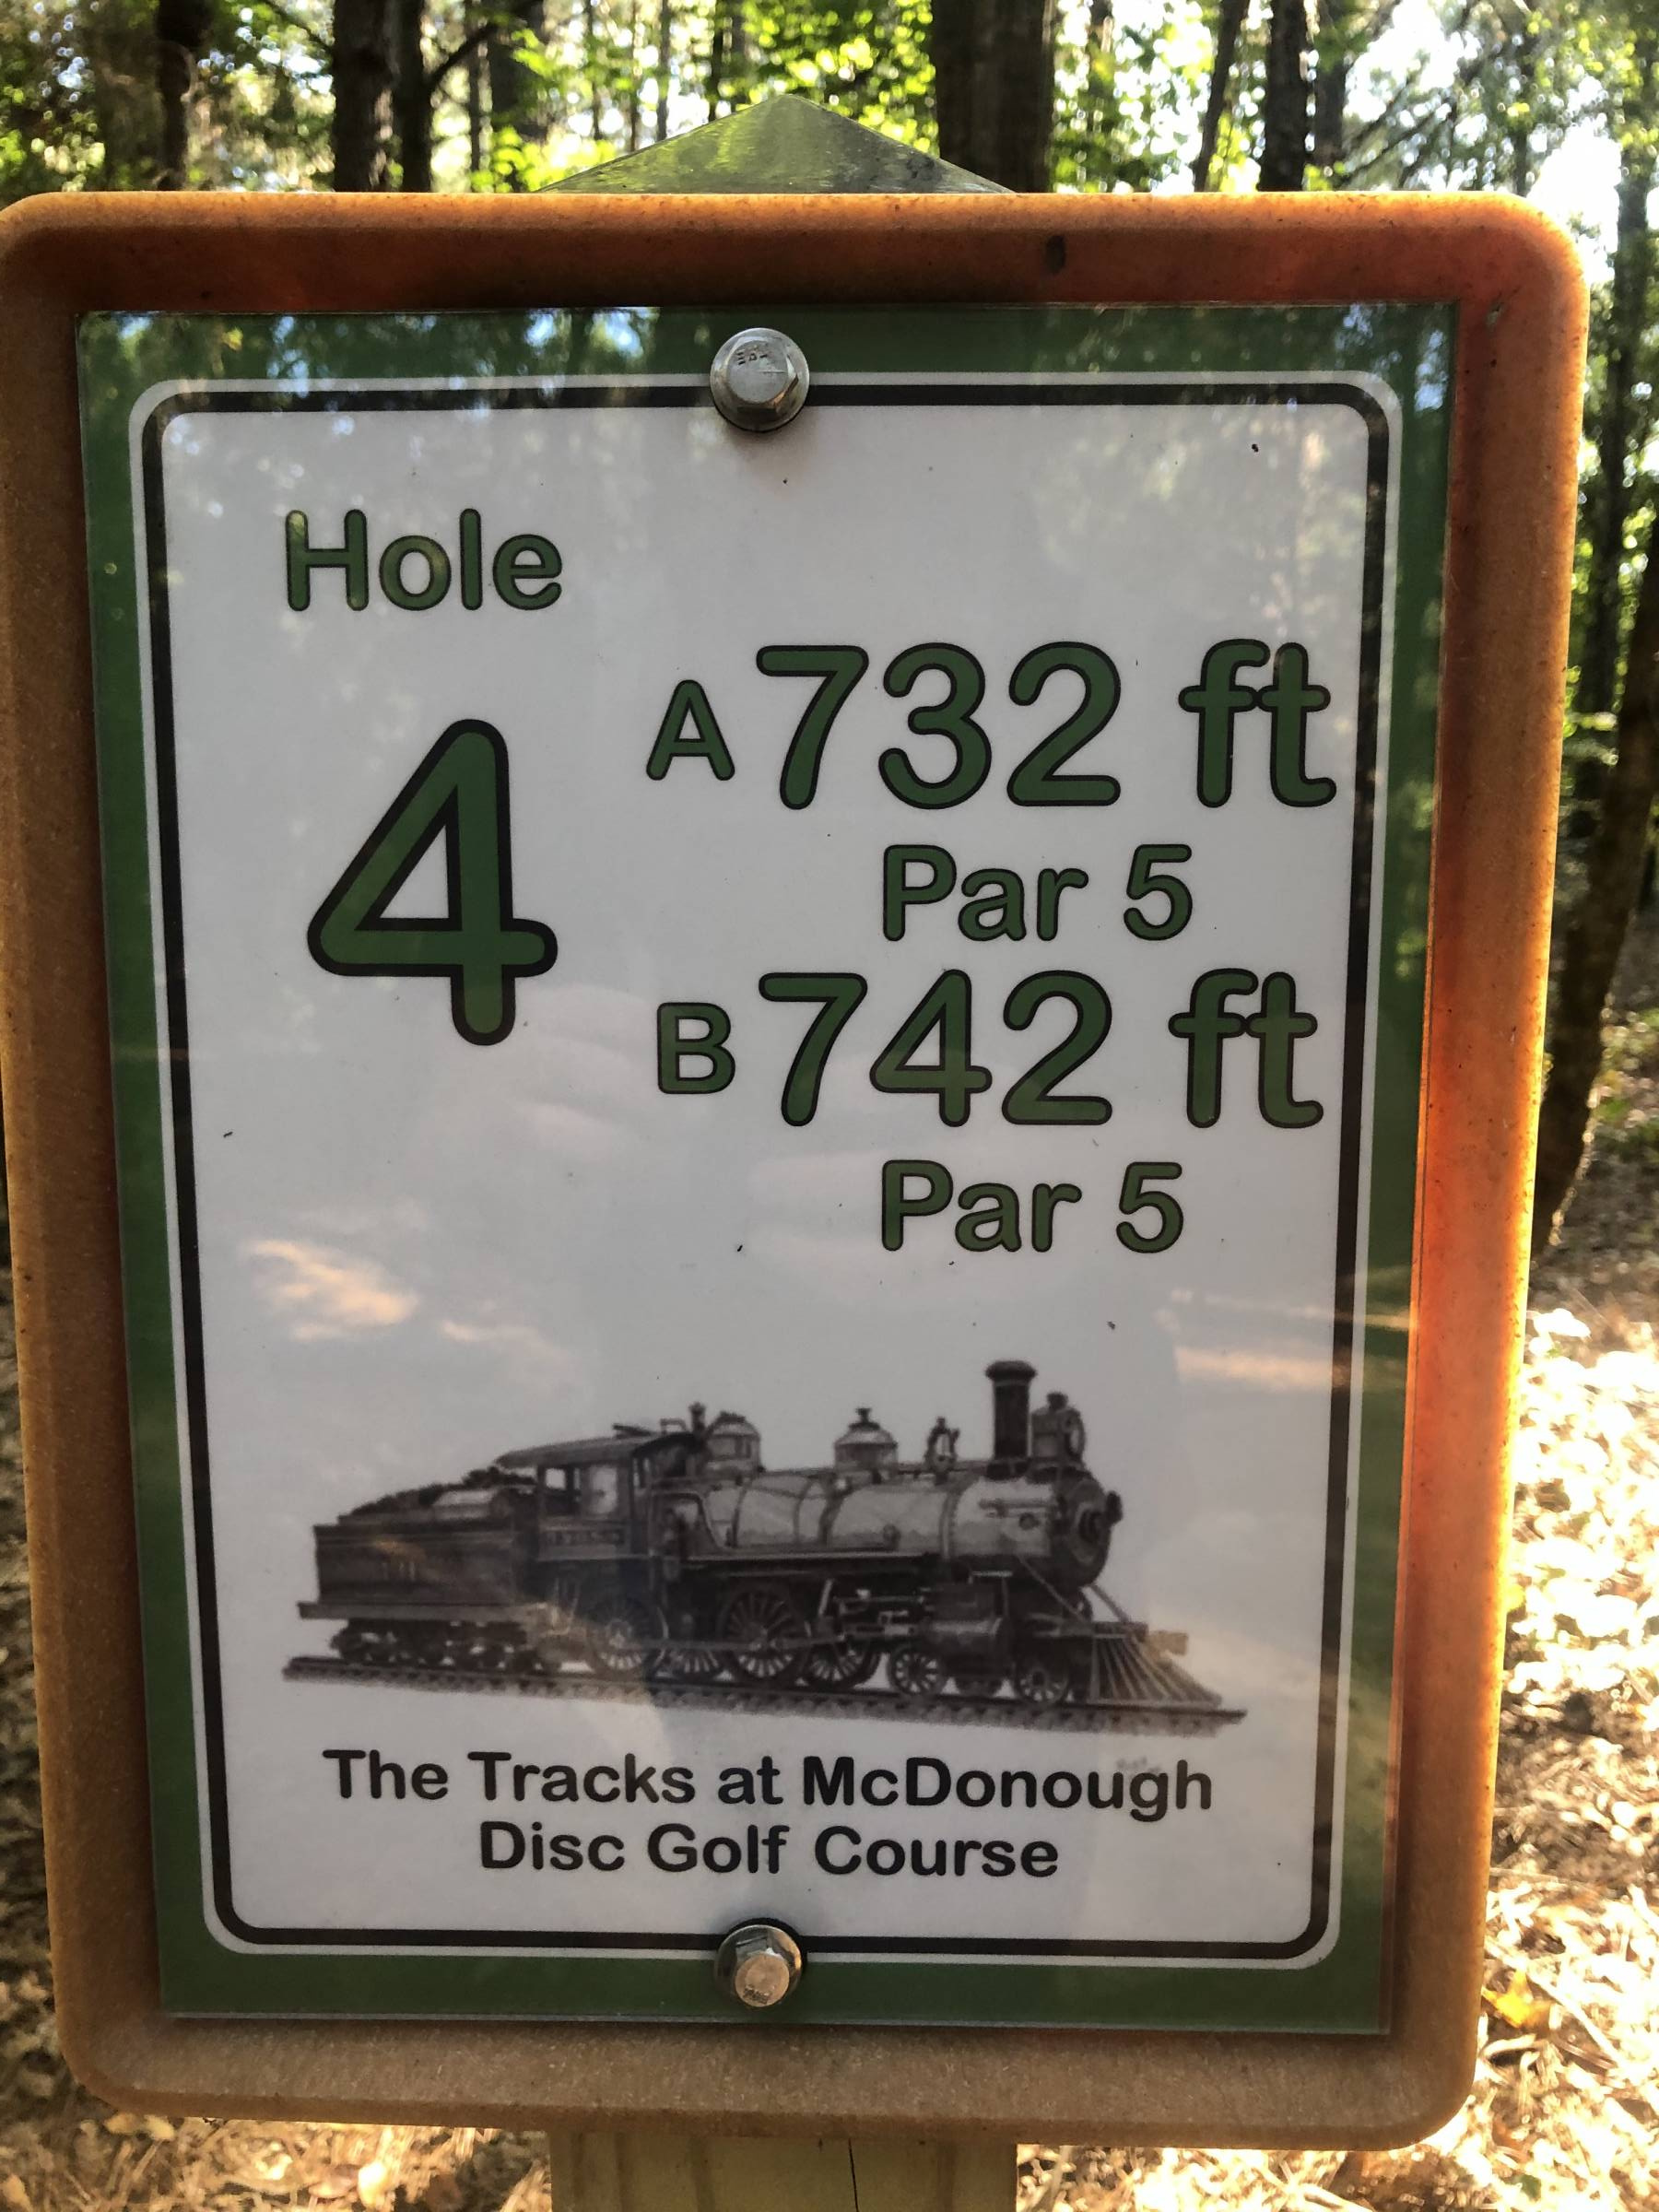 Hole
4
A 732 ft
Par 5
B 742 ft
Par 5
The Tracks at McDonough
Disc Golf Course